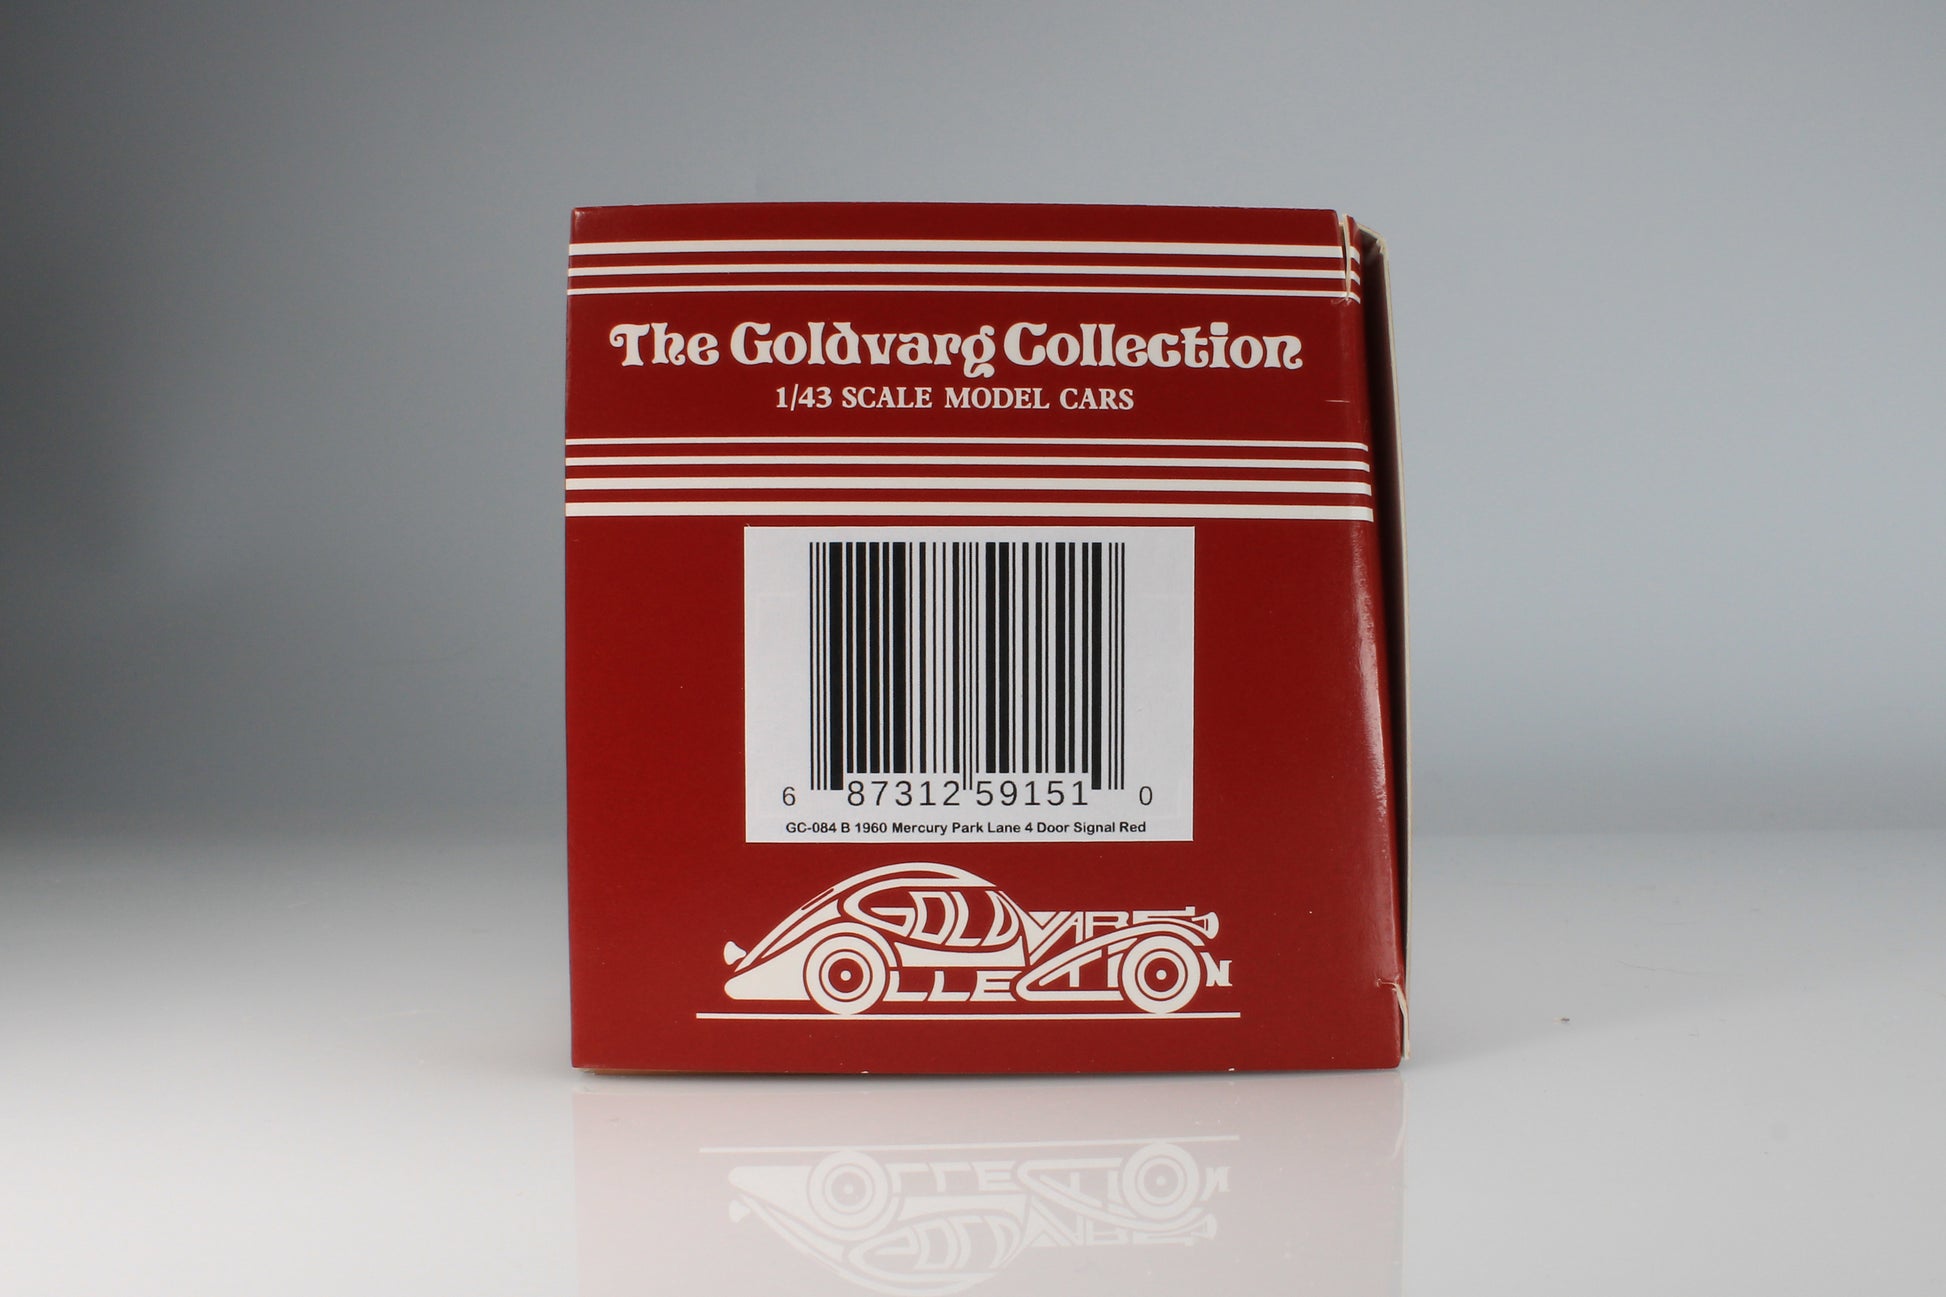 The Goldvarg Collection
1/43 SCALE MODEL CARS
6 87312 59151 0
GC-084 B 1960 Mercury Park Lane 4 Door Signal Red
GOLDVARG
COLLECTION